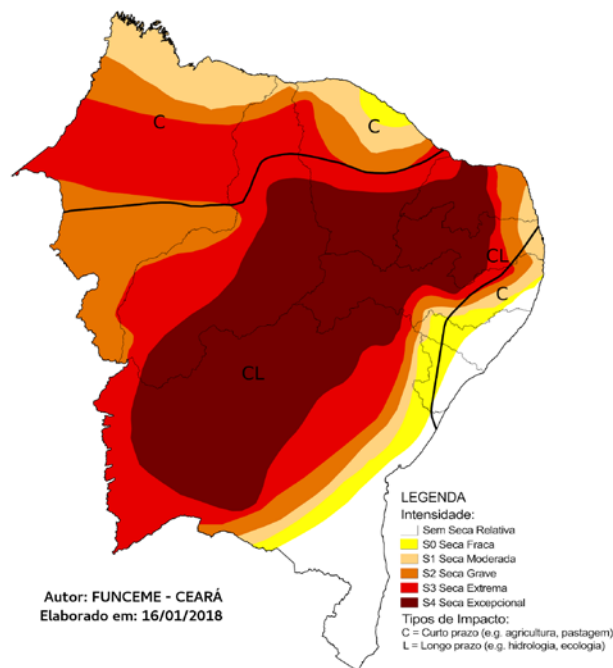 C
C
CL
C
CL
LEGENDA
Intensidade:
Sem Seca Relativa
S0 Seca Fraca
S1 Seca Moderada
S2 Seca Grave
S3 Seca Extrema
S4 Seca Excepcional
Tipos de Impacto:
C = Curto prazo (e.g. agricultura, pastagem)
L = Longo prazo (e.g. hidrologia, ecologia)
Autor: FUNCEME - CEARÁ
Elaborado em: 16/01/2018